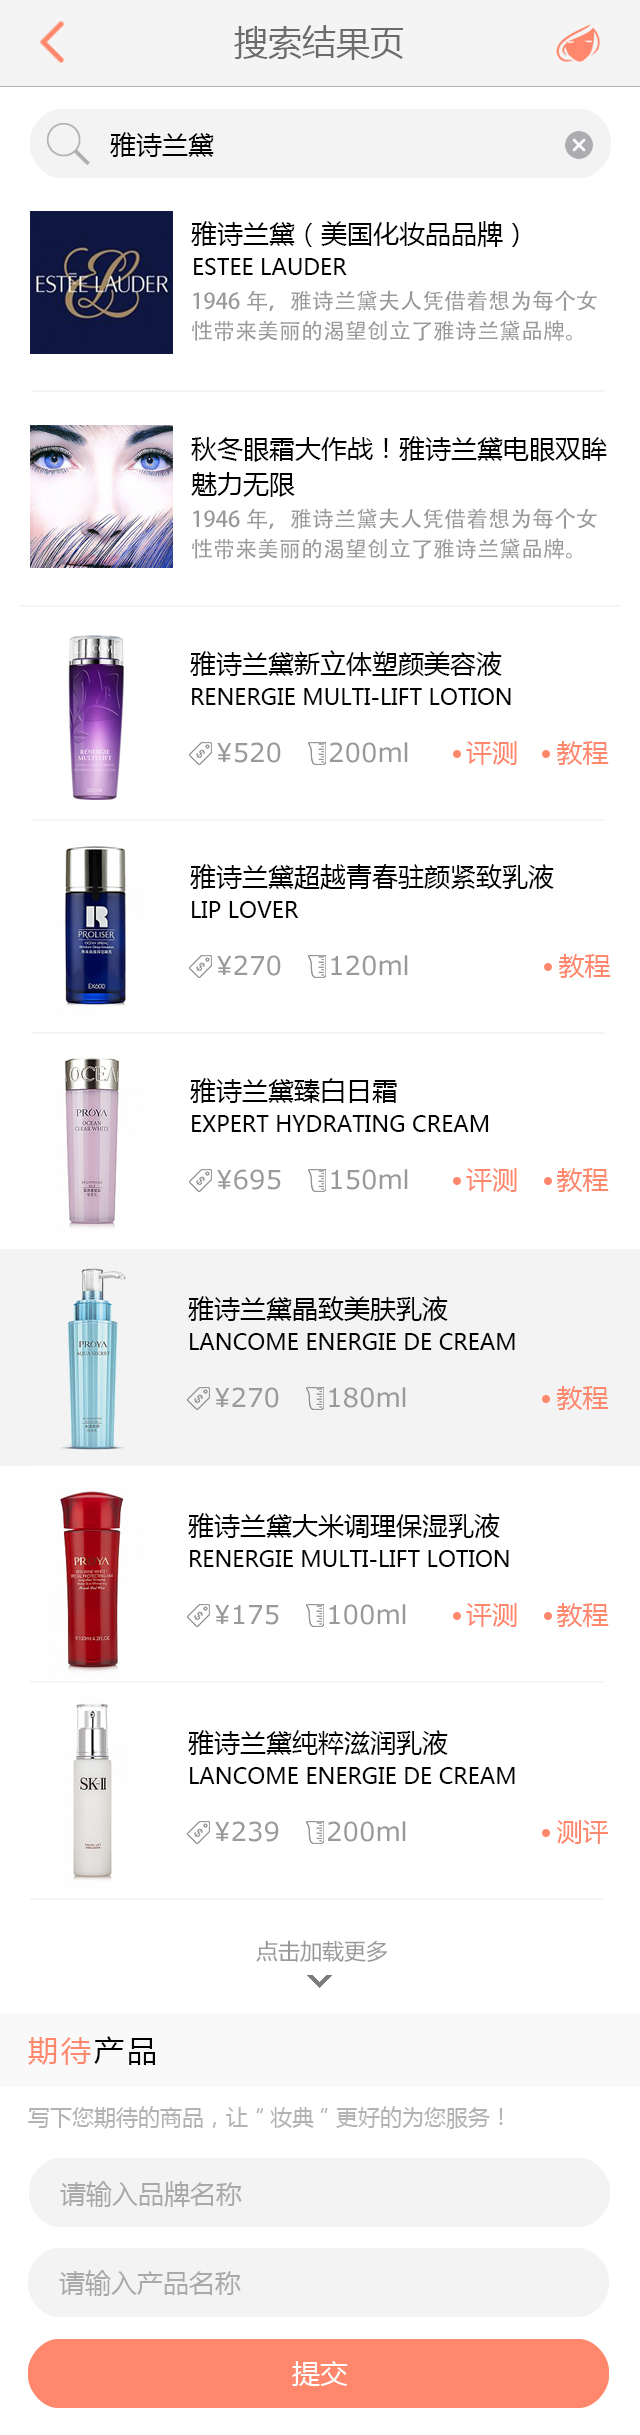 搜索结果页
雅诗兰黛
ESTĒE LAUDER
雅诗兰黛（美国化妆品品牌）
ESTEE LAUDER
1946 年，雅诗兰黛夫人凭借着想为每个女
性带来美丽的渴望创立了雅诗兰黛品牌。
秋冬眼霜大作战！雅诗兰黛电眼双眸
魅力无限
1946 年，雅诗兰黛夫人凭借着想为每个女
性带来美丽的渴望创立了雅诗兰黛品牌。
RÉNERGIE
MULTI-LIFT
雅诗兰黛新立体塑颜美容液
RENERGIE MULTI-LIFT LOTION
¥520 200ml •评测 •教程
R
PROLISER
EX600
雅诗兰黛超越青春驻颜紧致乳液
LIP LOVER
¥270 120ml •教程
OCEA
PROYA
OCEAN
CLEAR WHITE
雅诗兰黛臻白日霜
EXPERT HYDRATING CREAM
¥695 150ml •评测 •教程
PROYA
AQUA SECRET
雅诗兰黛晶致美肤乳液
LANCOME ENERGIE DE CREAM
¥270 180ml •教程
PROYA
雅诗兰黛大米调理保湿乳液
RENERGIE MULTI-LIFT LOTION
¥175 100ml •评测 •教程
SK-II
雅诗兰黛纯粹滋润乳液
LANCOME ENERGIE DE CREAM
¥239 200ml •测评
点击加载更多
期待产品
写下您期待的商品，让“妆典”更好的为您服务！
请输入品牌名称
请输入产品名称
提交